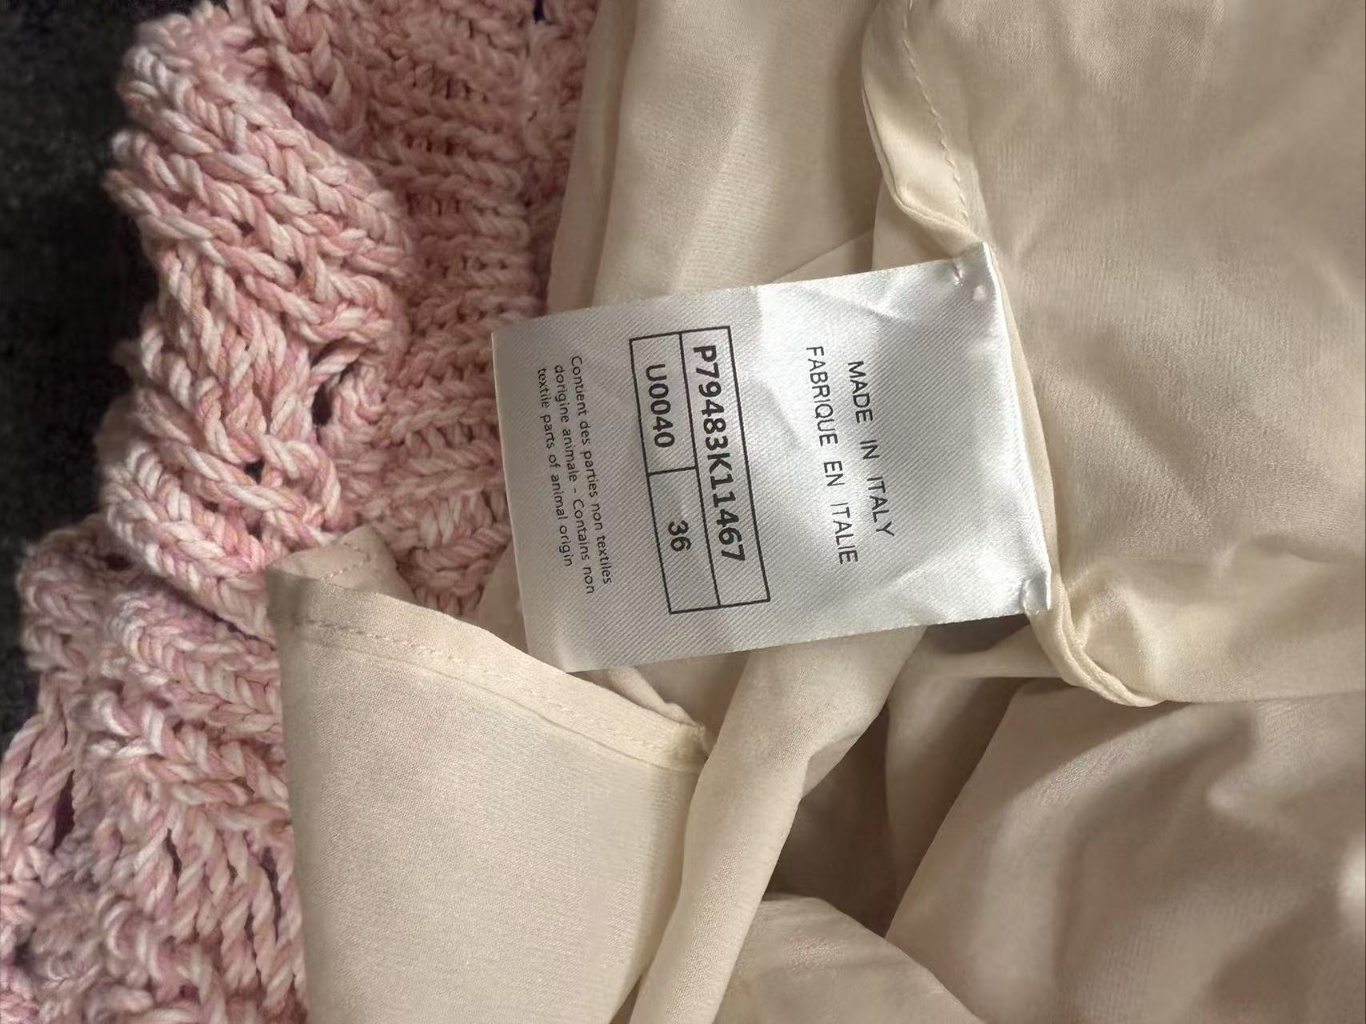 MADE IN ITALY
FABRIQUE EN ITALIE
P79483K11467
U0040 36
Contient des parties non textiles
dorigine animale - Contains non
textile parts of animal origin